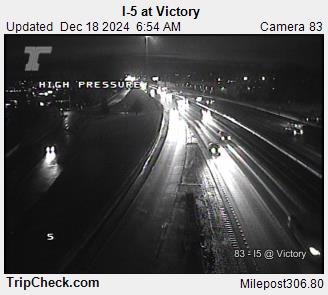 I-5 at Victory
Updated Dec 18 2024 6:54 AM Camera 83
T
HIGH PRESSURE
S
83 - I5 @ Victory
TripCheck.com Milepost306.80